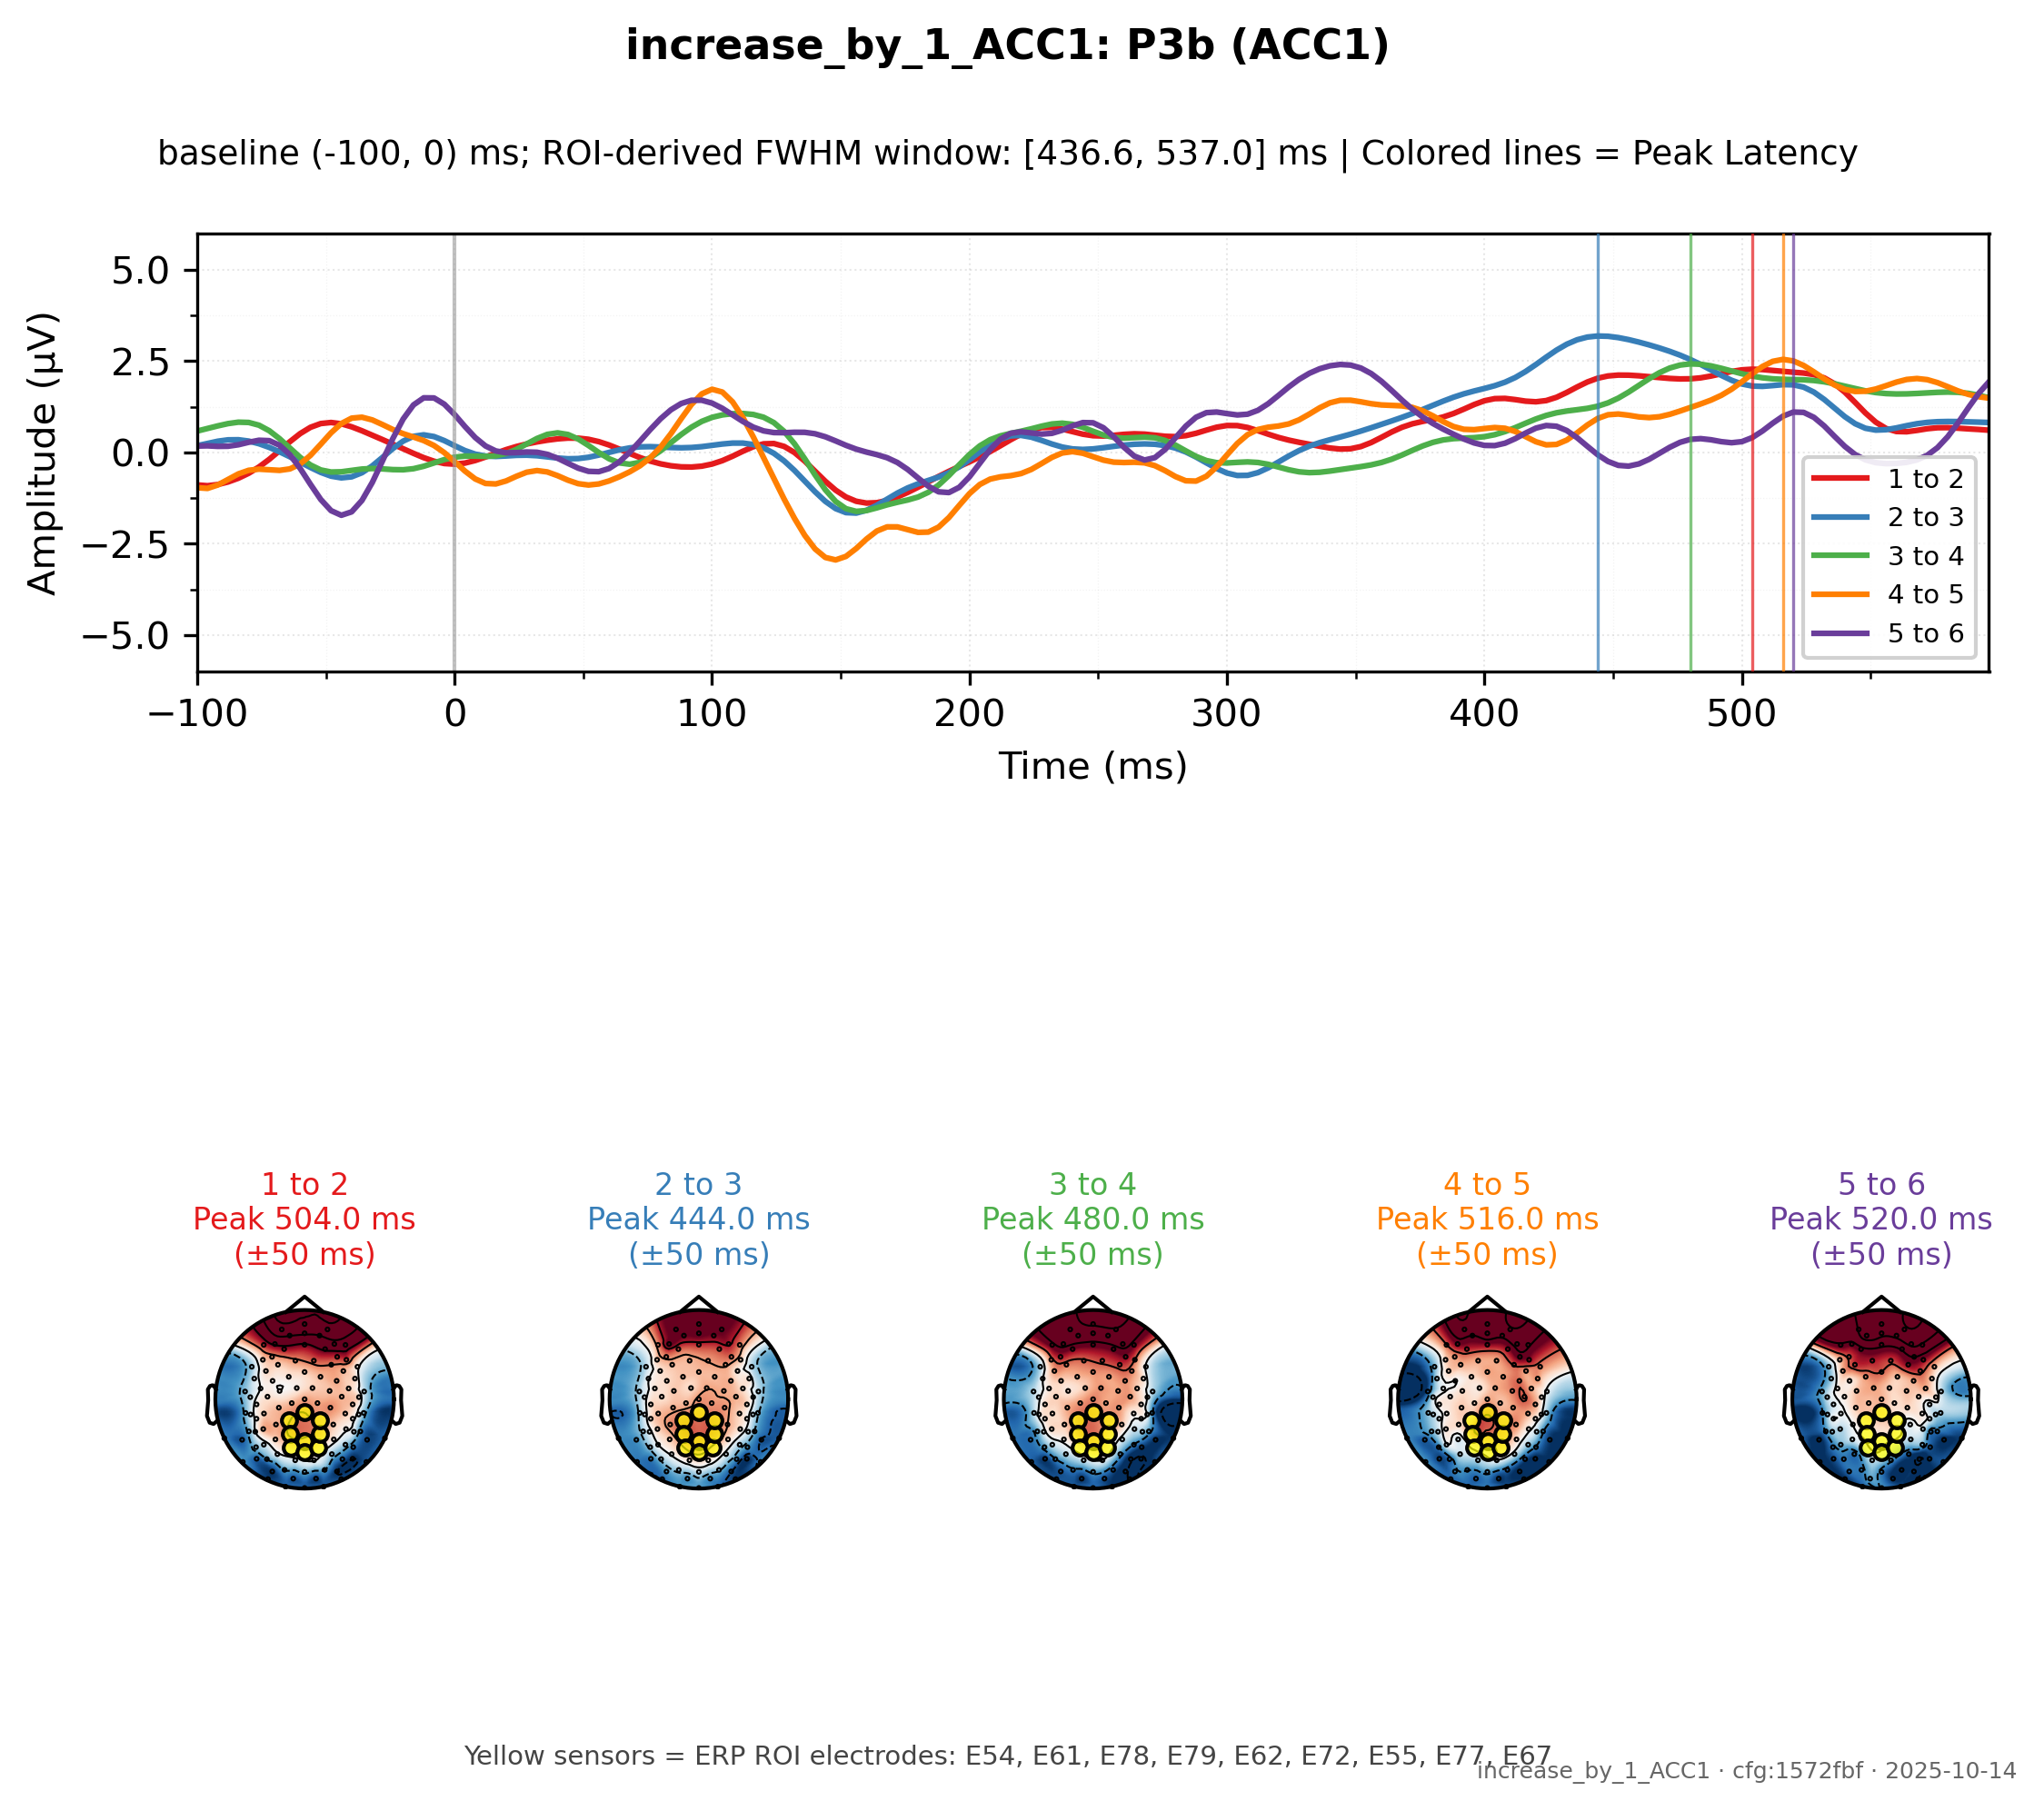 increase_by_1_ACC1: P3b (ACC1)
baseline (-100, 0) ms; ROI-derived FWHM window: [436.6, 537.0] ms | Colored lines = Peak Latency
Amplitude (µV)
5.0
2.5
0.0
−2.5
−5.0
1 to 2
2 to 3
3 to 4
4 to 5
5 to 6
−100
0
100
200
300
400
500
Time (ms)
1 to 2
Peak 504.0 ms
(±50 ms)
2 to 3
Peak 444.0 ms
(±50 ms)
3 to 4
Peak 480.0 ms
(±50 ms)
4 to 5
Peak 516.0 ms
(±50 ms)
5 to 6
Peak 520.0 ms
(±50 ms)
Yellow sensors = ERP ROI electrodes: E54, E61, E78, E79, E62, E72, E55, E77, E67
increase_by_1_ACC1 · cfg:1572fbf · 2025-10-14